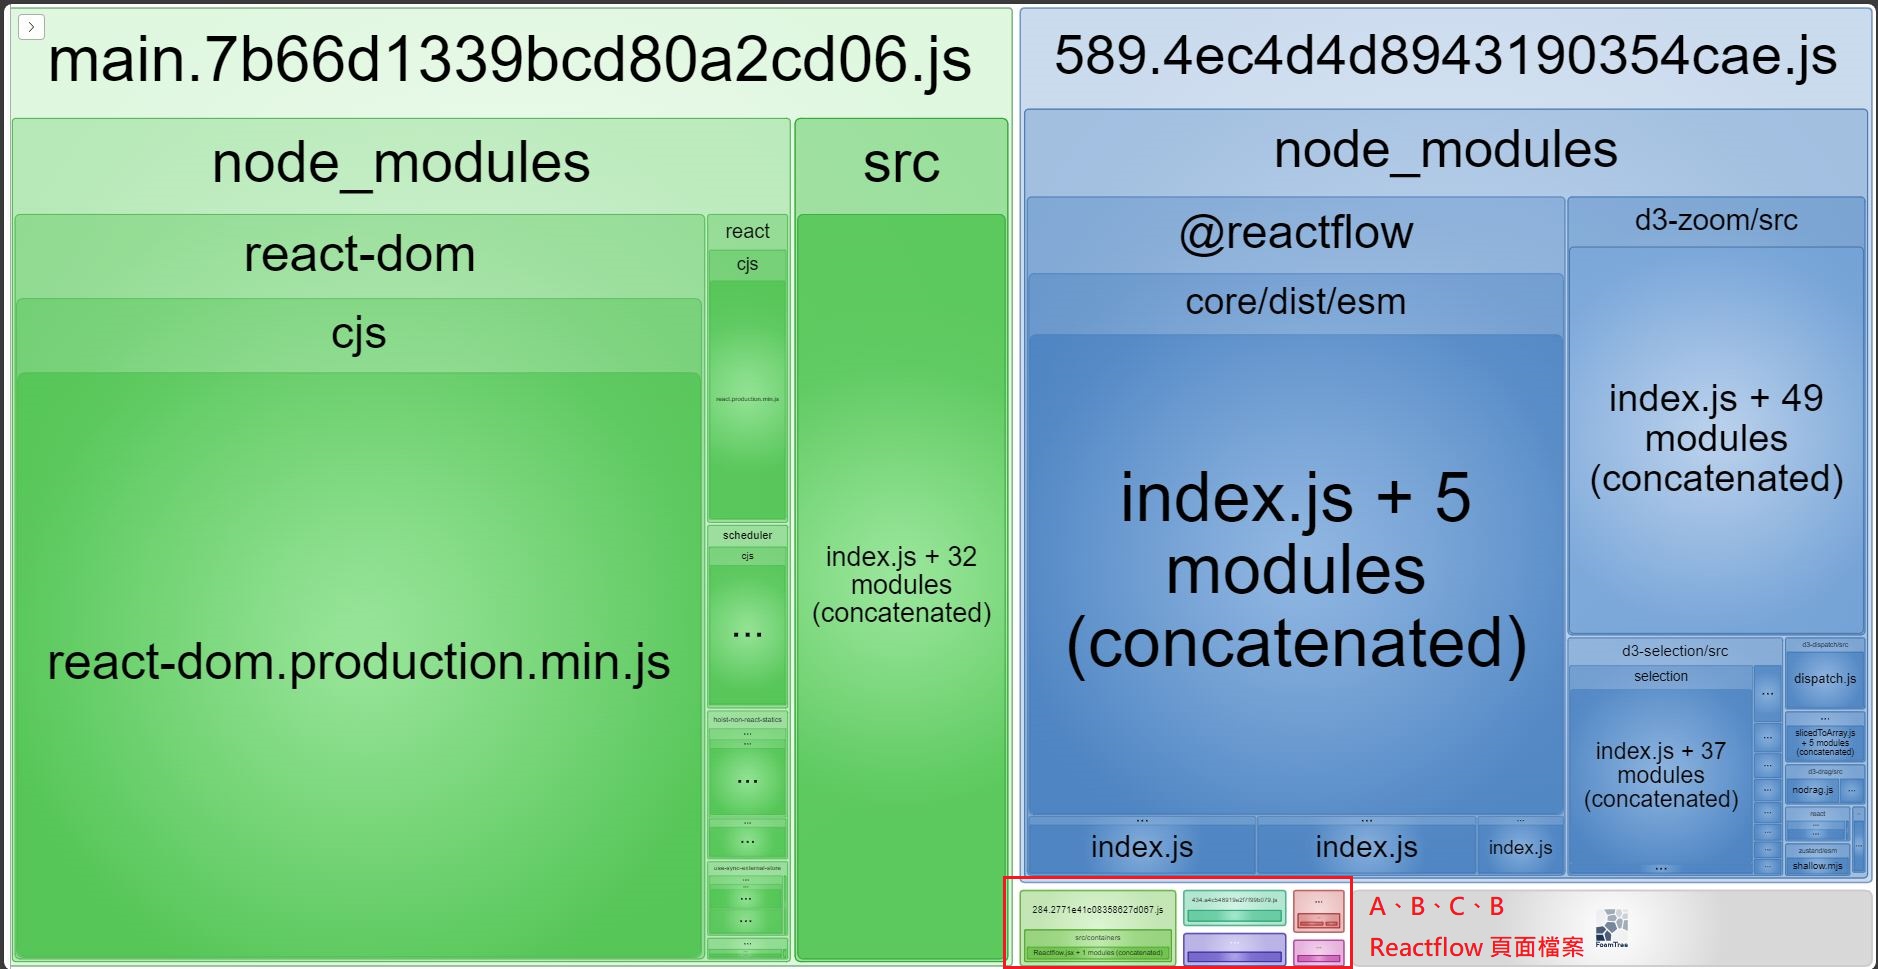 main.7b66d1339bcd80a2cd06.js
node_modules
src
react-dom
cjs
react-dom.production.min.js
react
cjs
react.production.min.js
scheduler
cjs
...
hoist-non-react-statics
...
...
...
...
...
use-sync-external-store
...
...
...
...
...
...
index.js + 32
modules
(concatenated)
589.4ec4d4d8943190354cae.js
node_modules
@reactflow
core/dist/esm
index.js + 5
modules
(concatenated)
...
index.js
...
index.js
...
index.js
d3-zoom/src
index.js + 49
modules
(concatenated)
d3-selection/src
selection
index.js + 37
modules
(concatenated)
...
...
...
...
...
...
...
...
...
d3-dispatch/src
dispatch.js
...
slicedToArray.js
+ 5 modules
(concatenated)
d3-drag/src
nodrag.js
...
react
...
...
zustand/esm
shallow.mjs
...
...
284.2771e41c08358627d067.js
src/containers
Reactflow.jsx + 1 modules (concatenated)
...
...
...
A、B、C、B
Reactflow 頁面檔案
FoamTree